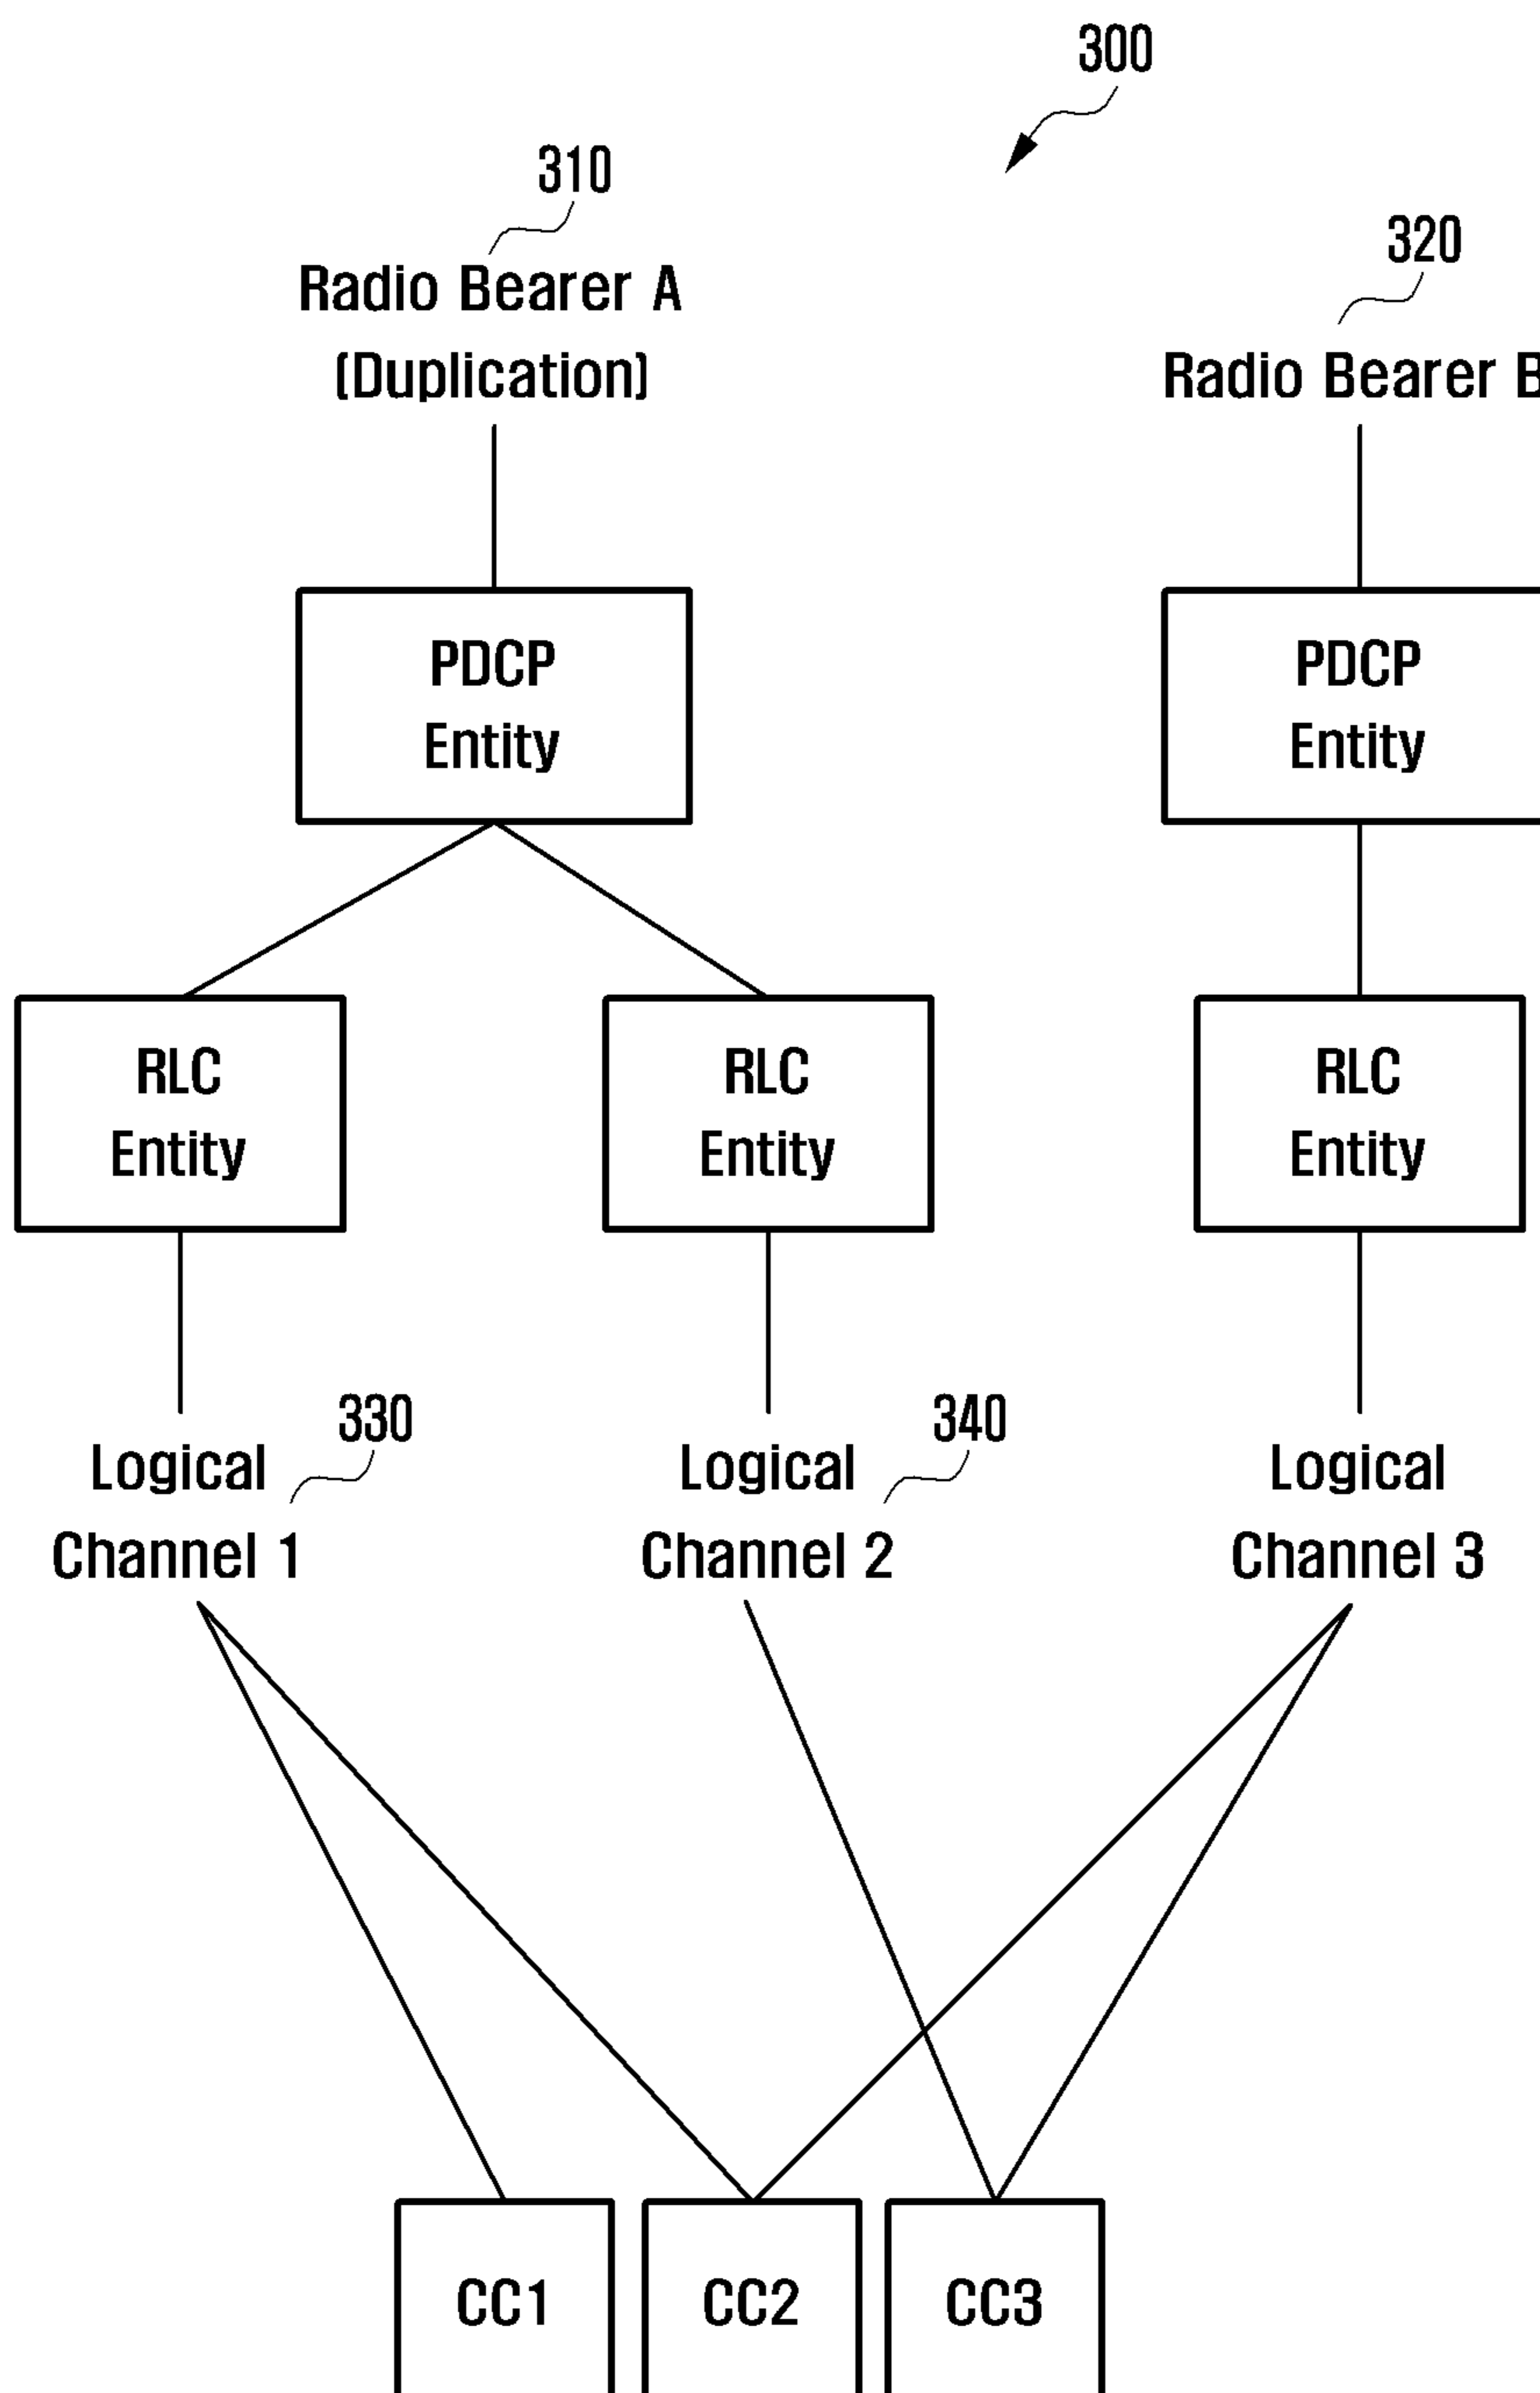 300
310
320
Radio Bearer A
(Duplication)
Radio Bearer B
PDCP
Entity
PDCP
Entity
RLC
Entity
RLC
Entity
RLC
Entity
330
Logical
Channel 1
340
Logical
Channel 2
Logical
Channel 3
CC1
CC2
CC3